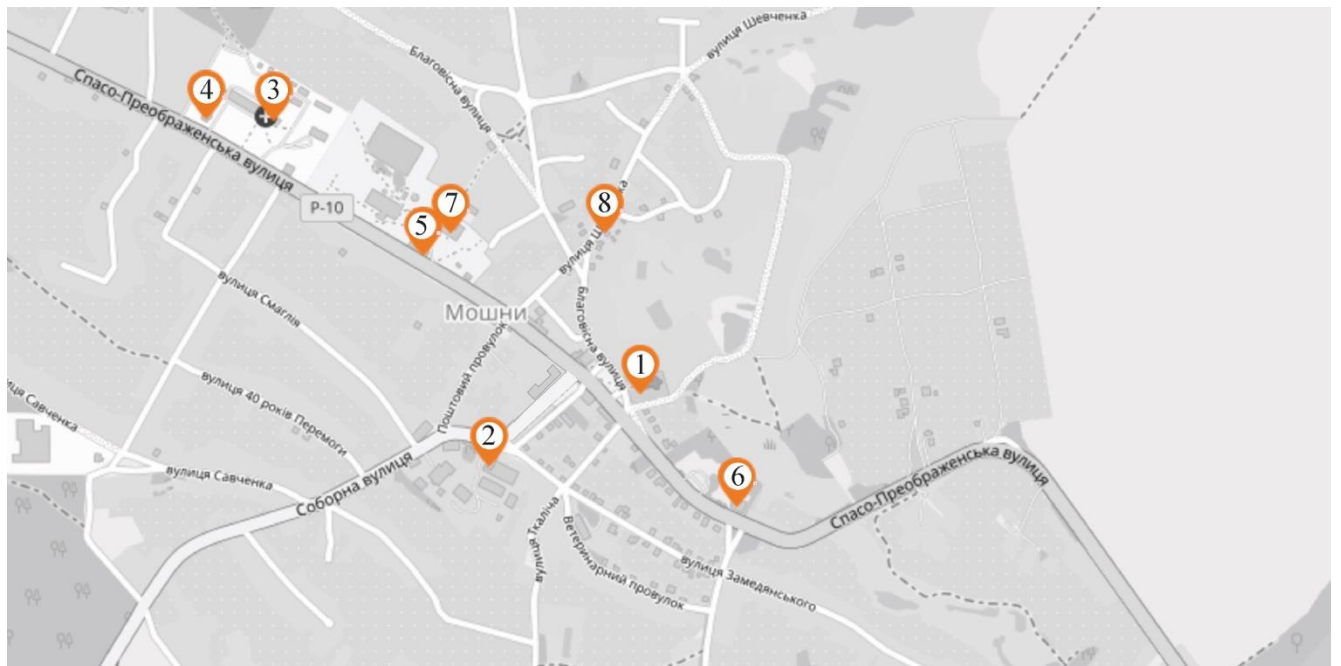 вулиця Шевченка
Благовісна вулиця
4
3
Спасо-Преображенська вулиця
Р-10
7
5
8
вулиця Ш
ка
Мошни
вулиця Смаглія
Поштовий провулок
Благовісна вулиця
1
вулиця 40 років Перемоги
Савченка
2
вулиця Савченка
Соборна вулиця
6
Спасо-Преображенська вулиця
вулиця Ткаліча
Ветеринарний провулок
вулиця Замедянського